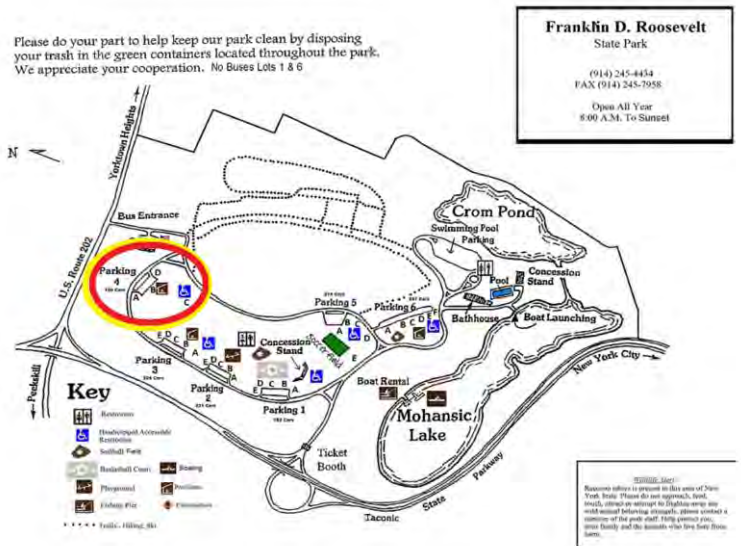 Please do your part to help keep our park clean by disposing
your trash in the green containers located throughout the park.
We appreciate your cooperation. No Buses Lots 1 & 6
Franklin D. Roosevelt
State Park
(914) 245-4434
FAX (914) 245-7958
Open All Year
8:00 A.M. To Sunset
N
Yorktown Heights
U.S. Route 202
Bus Entrance
Parking
4
D
A
B
C
Crom Pond
Swimming Pool
Parking
Pool
Concession
Stand
Bathhouse
Boat Launching
Parking 5
A B C
D
E
Parking 6
A B C D E F
Soccer field
Concession
Stand
E D C B
A
Parking
3
E D C B
A
Parking
2
E D C B A
Parking 1
Boat Rental
Mohansic
Lake
New York City
Peekskill
Ticket
Booth
Taconic State Parkway
Key
Restrooms
Handicapped Accessible
Restrooms
Softball Field
Basketball Court
Boating
Playground
Pavilions
Fishing Pier
Trails - Hiking, Ski